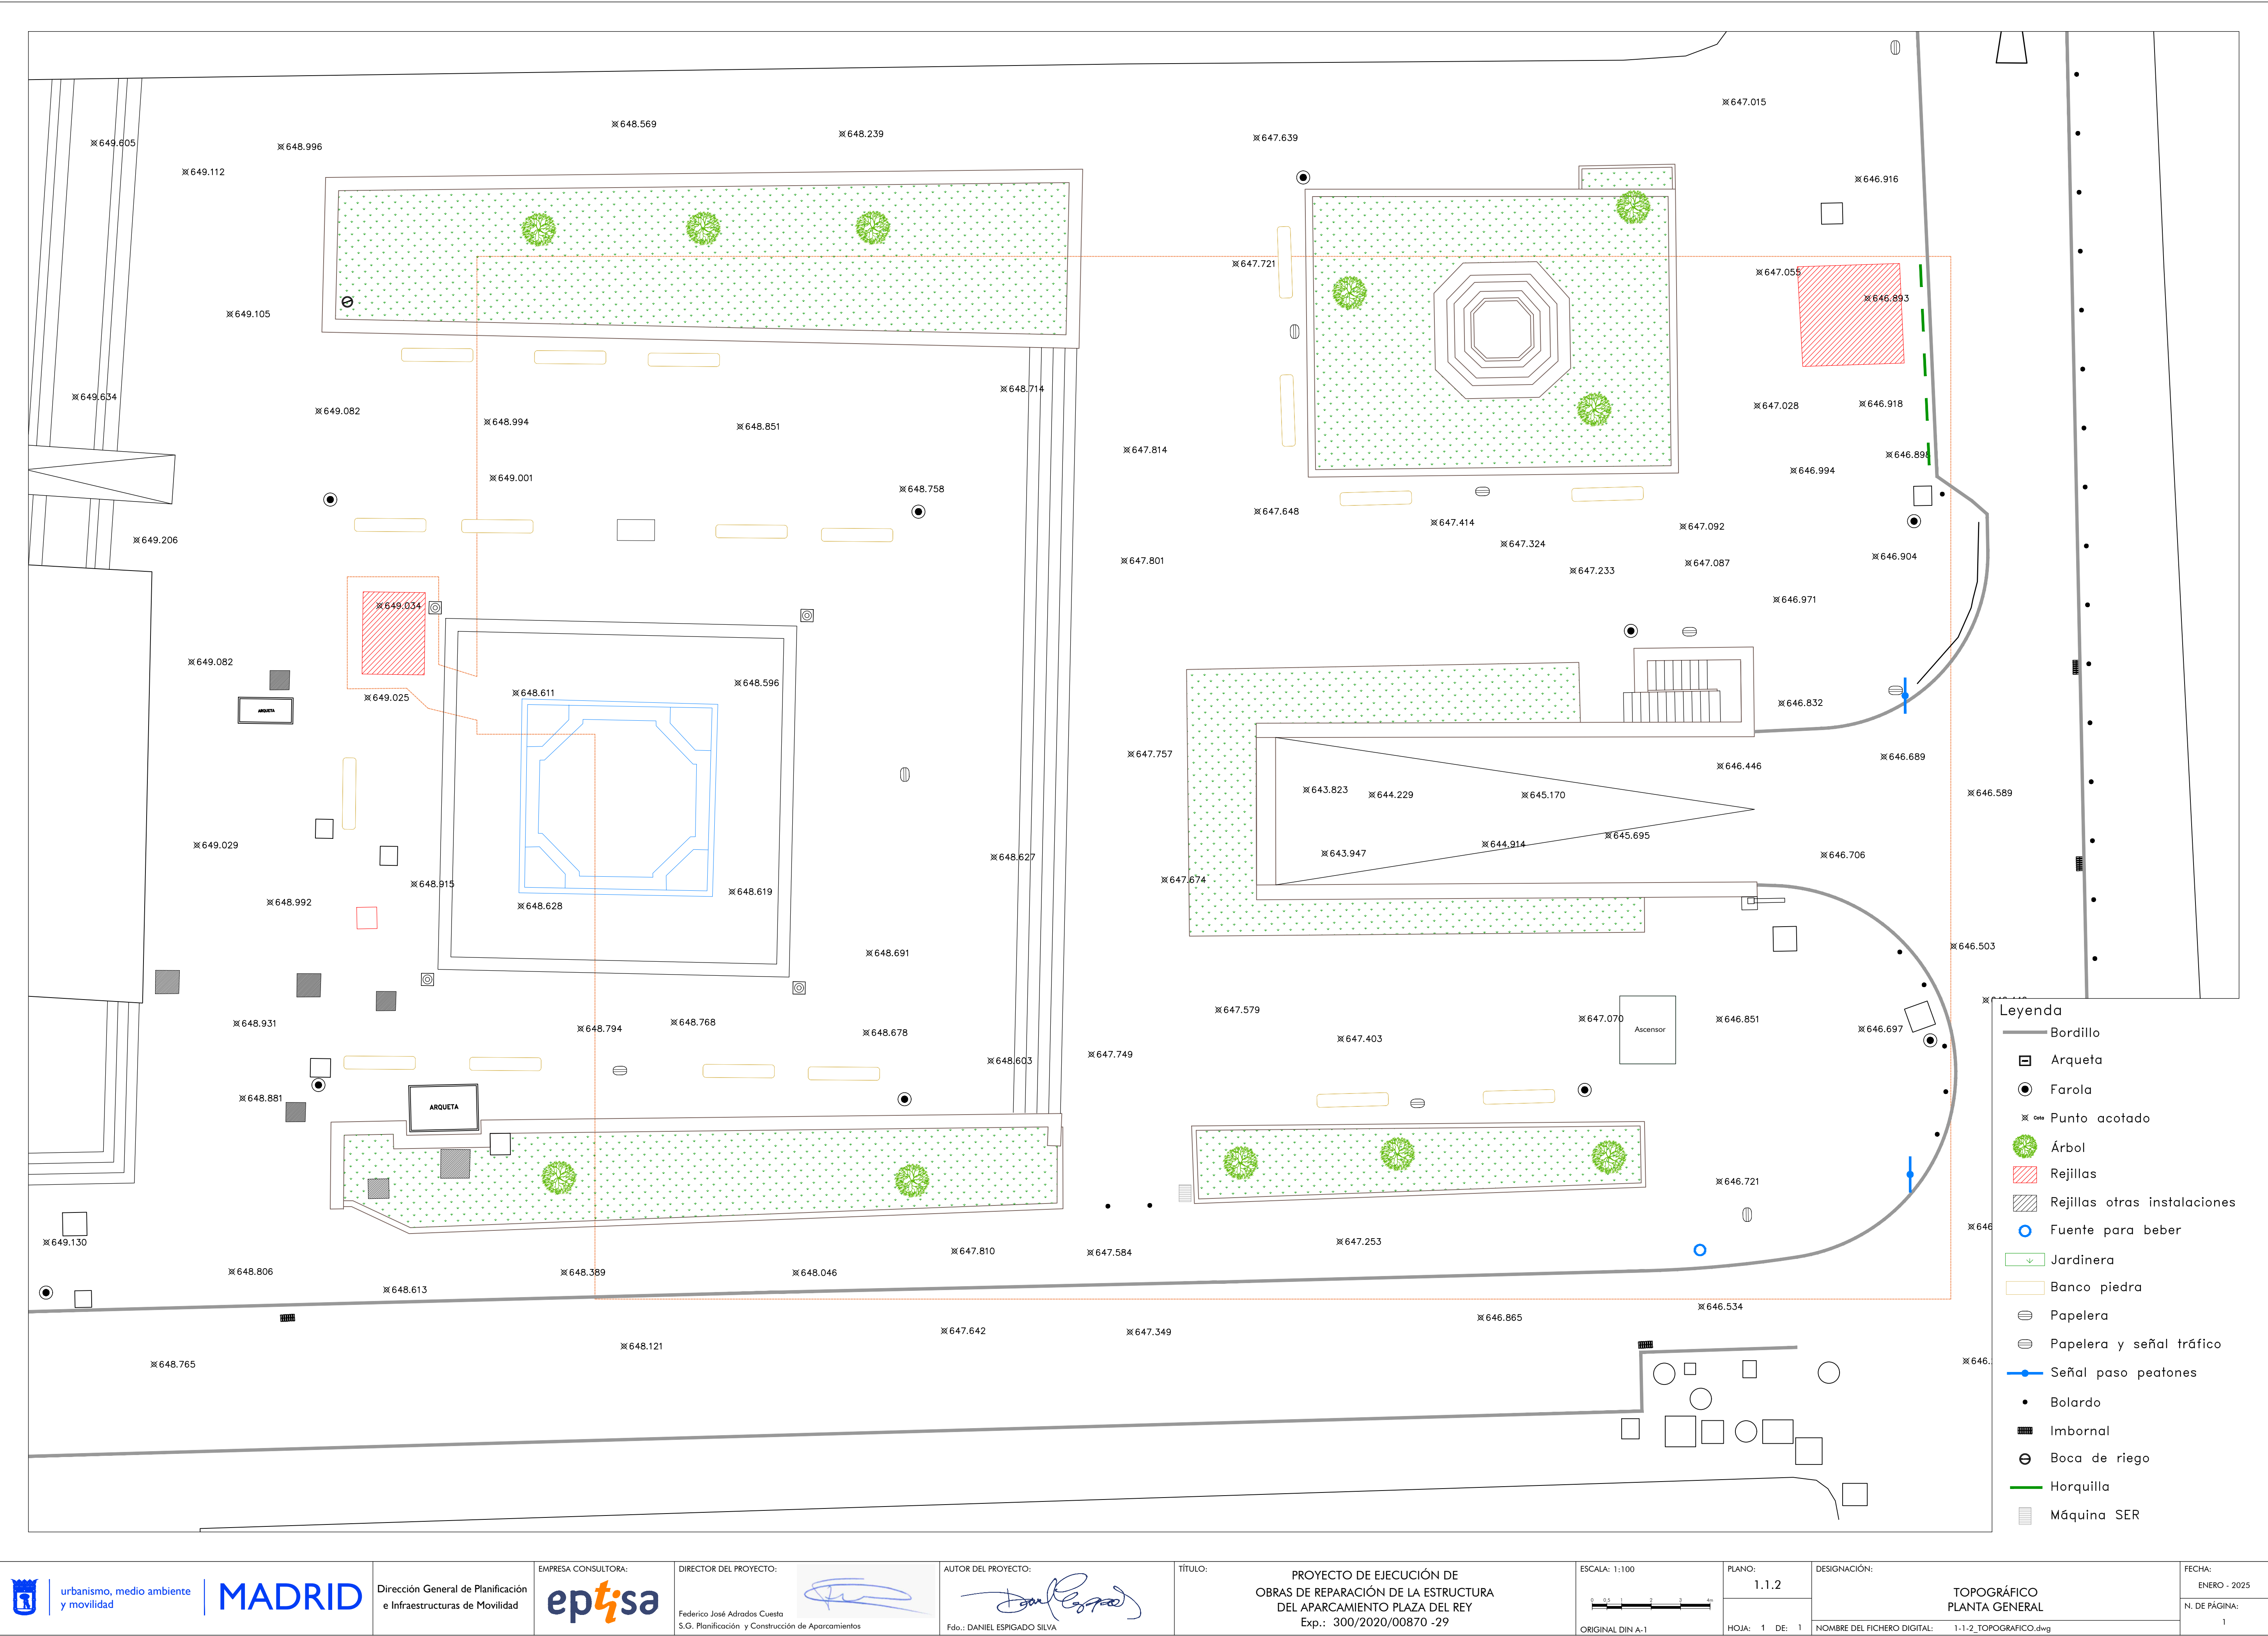 647.015
648.569
648.239
647.639
649.605
648.996
649.112
646.916
647.721
647.055
646.893
649.105
648.714
649.634
649.082
648.994
648.851
647.028
646.918
647.814
646.898
646.994
649.001
648.758
647.648
647.414
647.092
649.206
647.324
646.904
647.801
647.233
647.087
646.971
649.034
649.082
648.596
648.611
649.025
646.832
ARQUETA
647.757
646.689
646.446
643.823
644.229
645.170
646.589
645.695
649.029
644.914
643.947
646.706
648.627
647.674
648.915
648.619
648.992
648.628
646.503
648.691
647.579
647.070
646.851
648.931
648.794
648.768
648.678
Ascensor
646.697
647.403
647.749
648.603
648.881
ARQUETA
646.721
649.130
647.810
647.584
647.253
646
648.806
648.389
648.046
648.613
646.534
646.865
647.642
647.349
648.121
648.765
646.
Leyenda
Bordillo
Arqueta
Farola
Cota Punto acotado
Árbol
Rejillas
Rejillas otras instalaciones
Fuente para beber
Jardinera
Banco piedra
Papelera
Papelera y señal tráfico
Señal paso peatones
Bolardo
Imbornal
Boca de riego
Horquilla
Máquina SER
urbanismo, medio ambiente
y movilidad
MADRID
Dirección General de Planificación
e Infraestructuras de Movilidad
EMPRESA CONSULTORA:
eptisa
DIRECTOR DEL PROYECTO:
Federico José Adrados Cuesta
S.G. Planificación y Construcción de Aparcamientos
AUTOR DEL PROYECTO:
Fdo.: DANIEL ESPIGADO SILVA
TÍTULO:
PROYECTO DE EJECUCIÓN DE
OBRAS DE REPARACIÓN DE LA ESTRUCTURA
DEL APARCAMIENTO PLAZA DEL REY
Exp.: 300/2020/00870 -29
ESCALA: 1:100
0 0,5 1 2 3 4m
ORIGINAL DIN A-1
PLANO:
1.1.2
HOJA: 1 DE: 1
DESIGNACIÓN:
TOPOGRÁFICO
PLANTA GENERAL
NOMBRE DEL FICHERO DIGITAL: 1-1-2_TOPOGRAFICO.dwg
FECHA:
ENERO - 2025
N. DE PÁGINA:
1